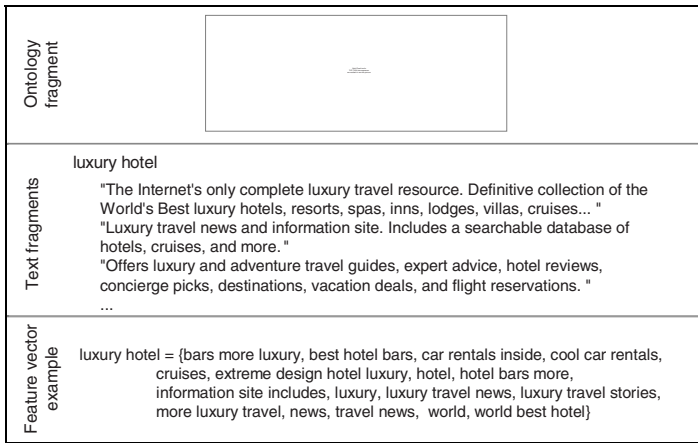 Ontology
fragment
luxury hotel
Text fragments
"The Internet's only complete luxury travel resource. Definitive collection of the
World's Best luxury hotels, resorts, spas, inns, lodges, villas, cruises... "
"Luxury travel news and information site. Includes a searchable database of
hotels, cruises, and more. "
"Offers luxury and adventure travel guides, expert advice, hotel reviews,
concierge picks, destinations, vacation deals, and flight reservations. "
...
Feature vector
example
luxury hotel = {bars more luxury, best hotel bars, car rentals inside, cool car rentals,
cruises, extreme design hotel luxury, hotel, hotel bars more,
information site includes, luxury, luxury travel news, luxury travel stories,
more luxury travel, news, travel news, world, world best hotel}